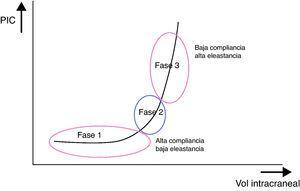 PIC
Baja compliancia
alta eleastancia
Fase 3
Fase 2
Fase 1
Alta compliancia
baja eleastancia
Vol intracraneal